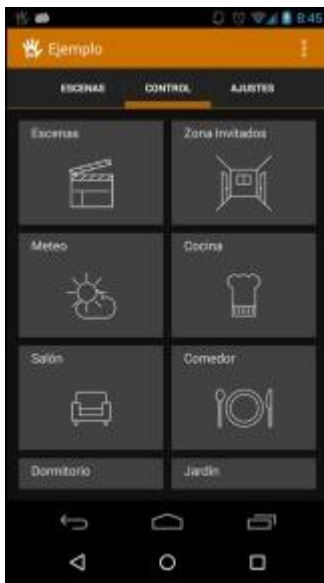 8:45
Ejemplo
ESCENAS CONTROL AJUSTES
Escenas Zona Invitados
Meteo Cocina
Salón Comedor
Dormitorio Jardín